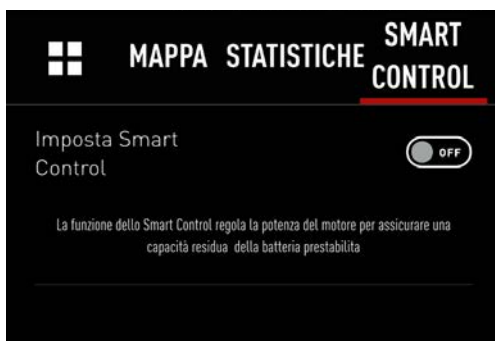 MAPPA STATISTICHE SMART CONTROL
Imposta Smart
Control
OFF
La funzione dello Smart Control regola la potenza del motore per assicurare una
capacità residua della batteria prestabilita